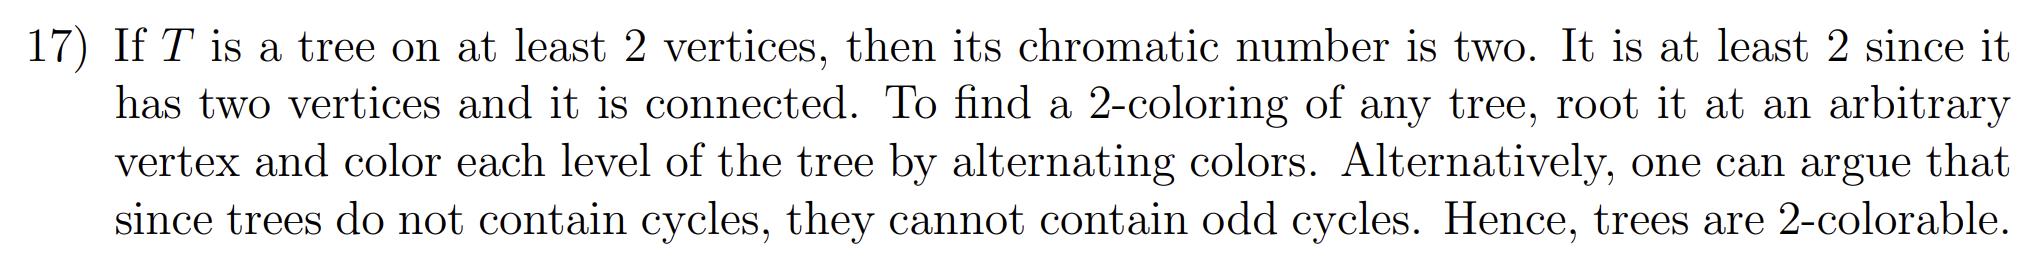 17) If T is a tree on at least 2 vertices, then its chromatic number is two. It is at least 2 since it
has two vertices and it is connected. To find a 2-coloring of any tree, root it at an arbitrary
vertex and color each level of the tree by alternating colors. Alternatively, one can argue that
since trees do not contain cycles, they cannot contain odd cycles. Hence, trees are 2-colorable.